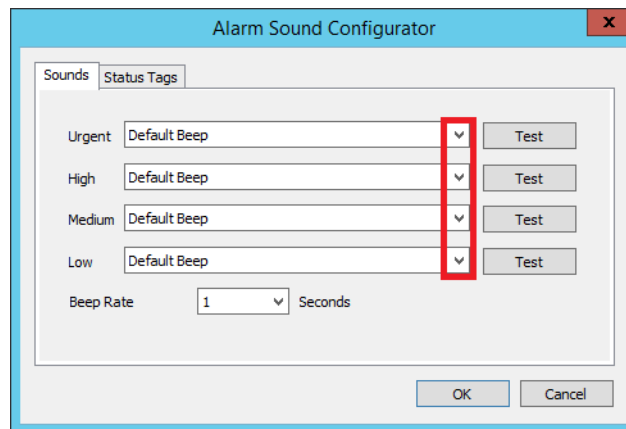 Alarm Sound Configurator x
Sounds Status Tags
Urgent Default Beep Test
High Default Beep Test
Medium Default Beep Test
Low Default Beep Test
Beep Rate 1 Seconds
OK Cancel